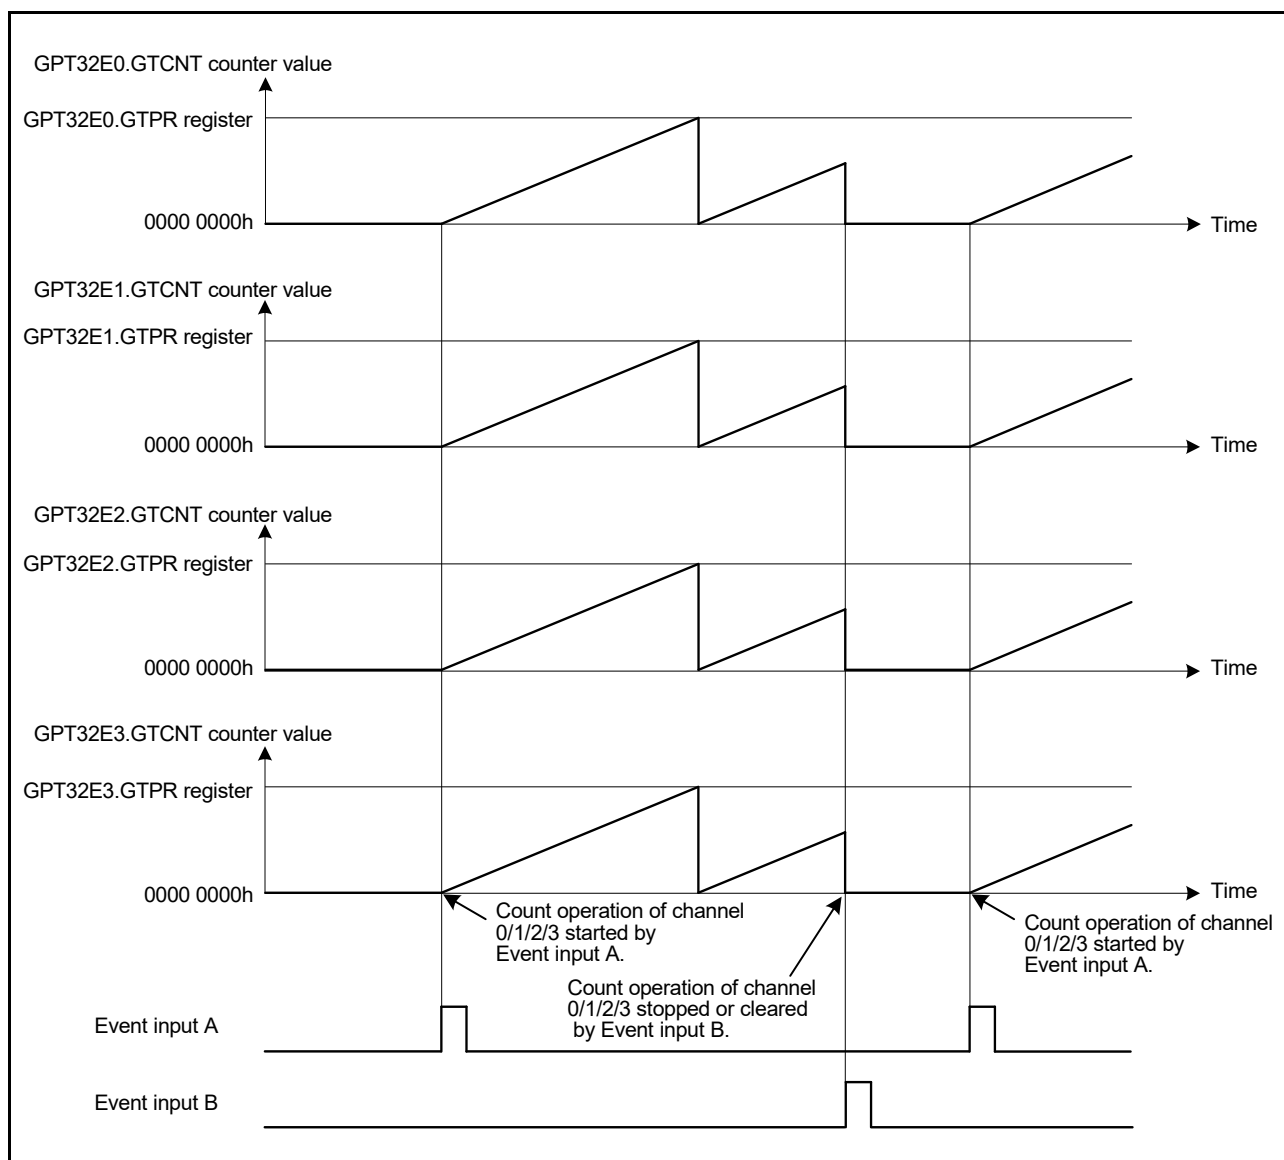 GPT32E0.GTCNT counter value
GPT32E0.GTPR register
0000 0000h
Time
GPT32E1.GTCNT counter value
GPT32E1.GTPR register
0000 0000h
Time
GPT32E2.GTCNT counter value
GPT32E2.GTPR register
0000 0000h
Time
GPT32E3.GTCNT counter value
GPT32E3.GTPR register
0000 0000h
Time
Count operation of channel
0/1/2/3 started by
Event input A.
Count operation of channel
0/1/2/3 stopped or cleared
by Event input B.
Count operation of channel
0/1/2/3 started by
Event input A.
Event input A
Event input B